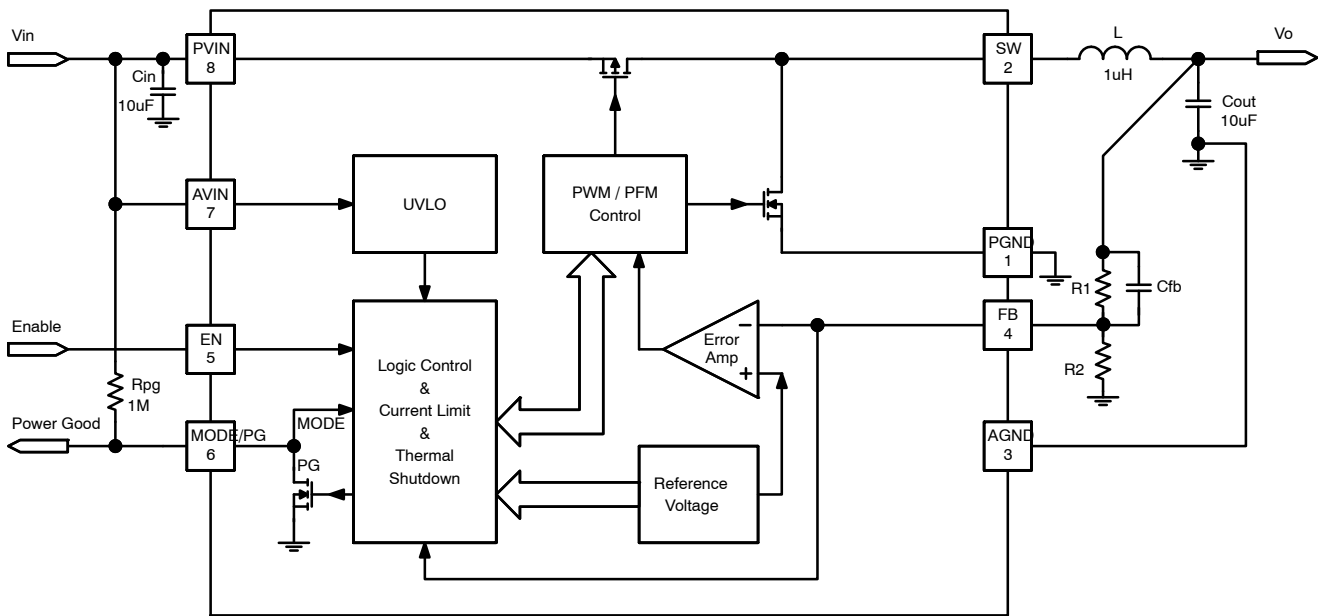 Vin
PVIN
8
Cin
10uF
SW
2
L
1uH
Vo
Cout
10uF
AVIN
7
UVLO
PWM / PFM
Control
PGND
1
R1
Cfb
Enable
EN
5
FB
4
Error
Amp
−
+
R2
Logic Control
&
Current Limit
&
Thermal
Shutdown
Rpg
1M
Power Good
MODE/PG
6
MODE
PG
Reference
Voltage
AGND
3